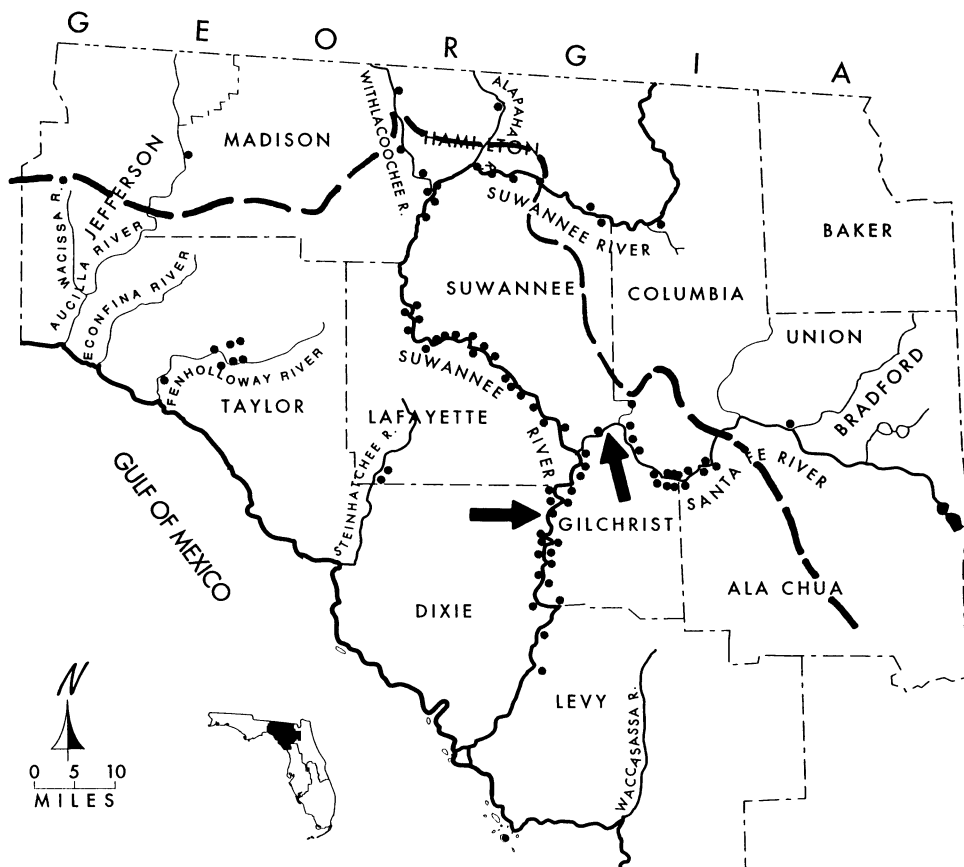 GEORGIA
WITHLACOOCHEE R.
ALAPAHA R.
HAMILTON
MADISON
JEFFERSON
WACISSA R.
AUCILLA RIVER
ECONFINA RIVER
SUWANNEE RIVER
BAKER
SUWANNEE
COLUMBIA
UNION
BRADFORD
FENHOLLOWAY RIVER
TAYLOR
SUWANNEE RIVER
LAFAYETTE
STEINHATCHEE R.
SANTA FE RIVER
GULF OF MEXICO
GILCHRIST
ALA CHUA
DIXIE
LEVY
WACCASASSA R.
N
0 5 10
MILES